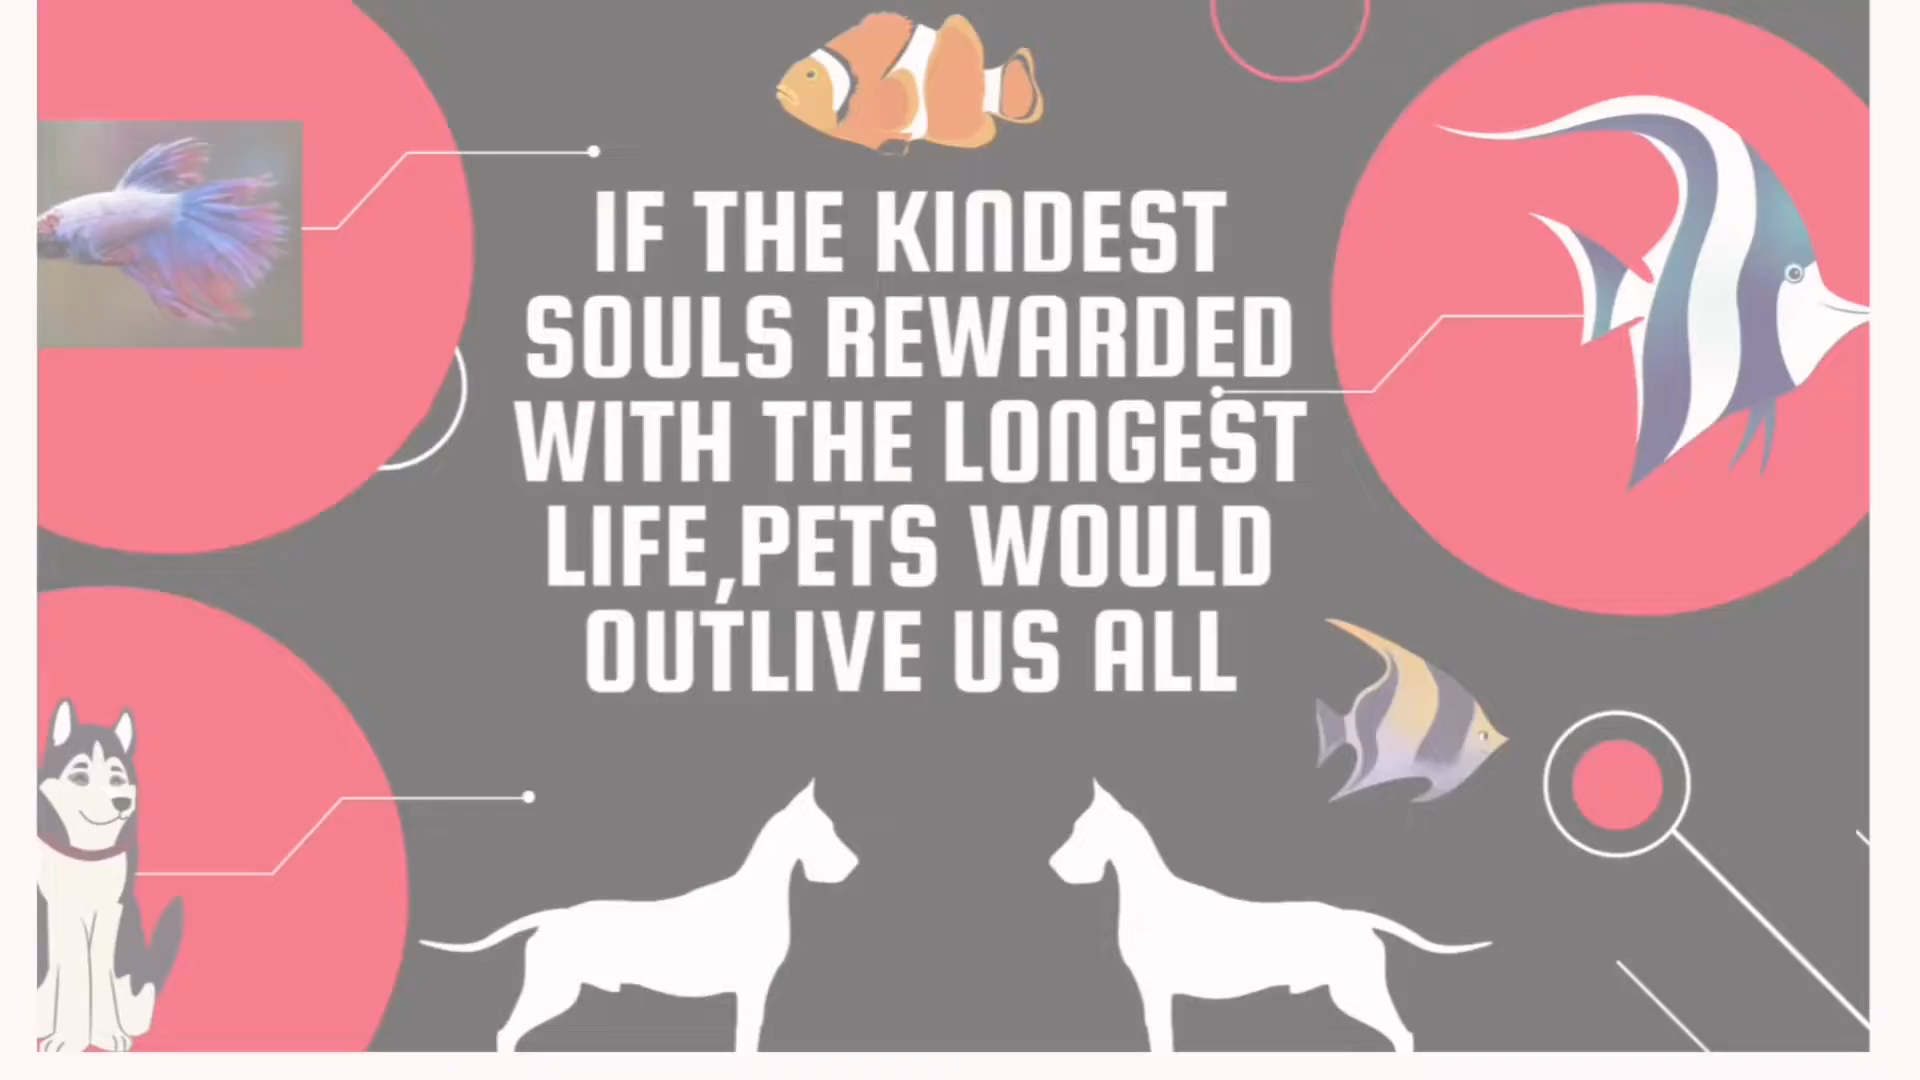 IF THE KINDEST
SOULS REWARDED
WITH THE LONGEST
LIFE,PETS WOULD
OUTLIVE US ALL